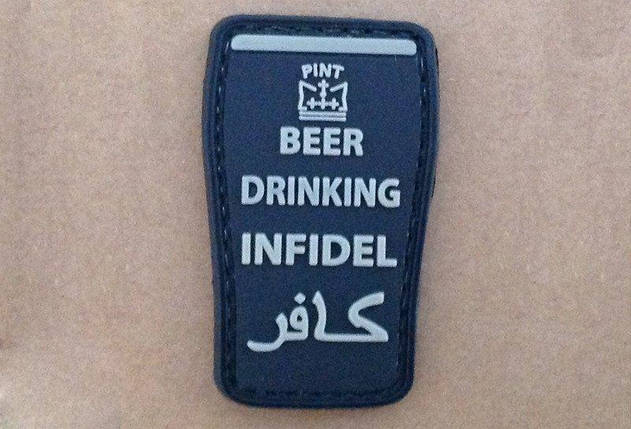 PINT
BEER
DRINKING
INFIDEL
كافر